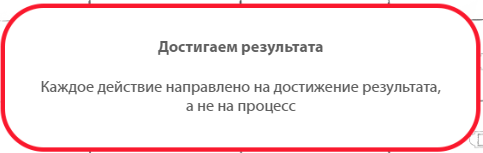 Достигаем результата
Каждое действие направлено на достижение результата,
а не на процесс